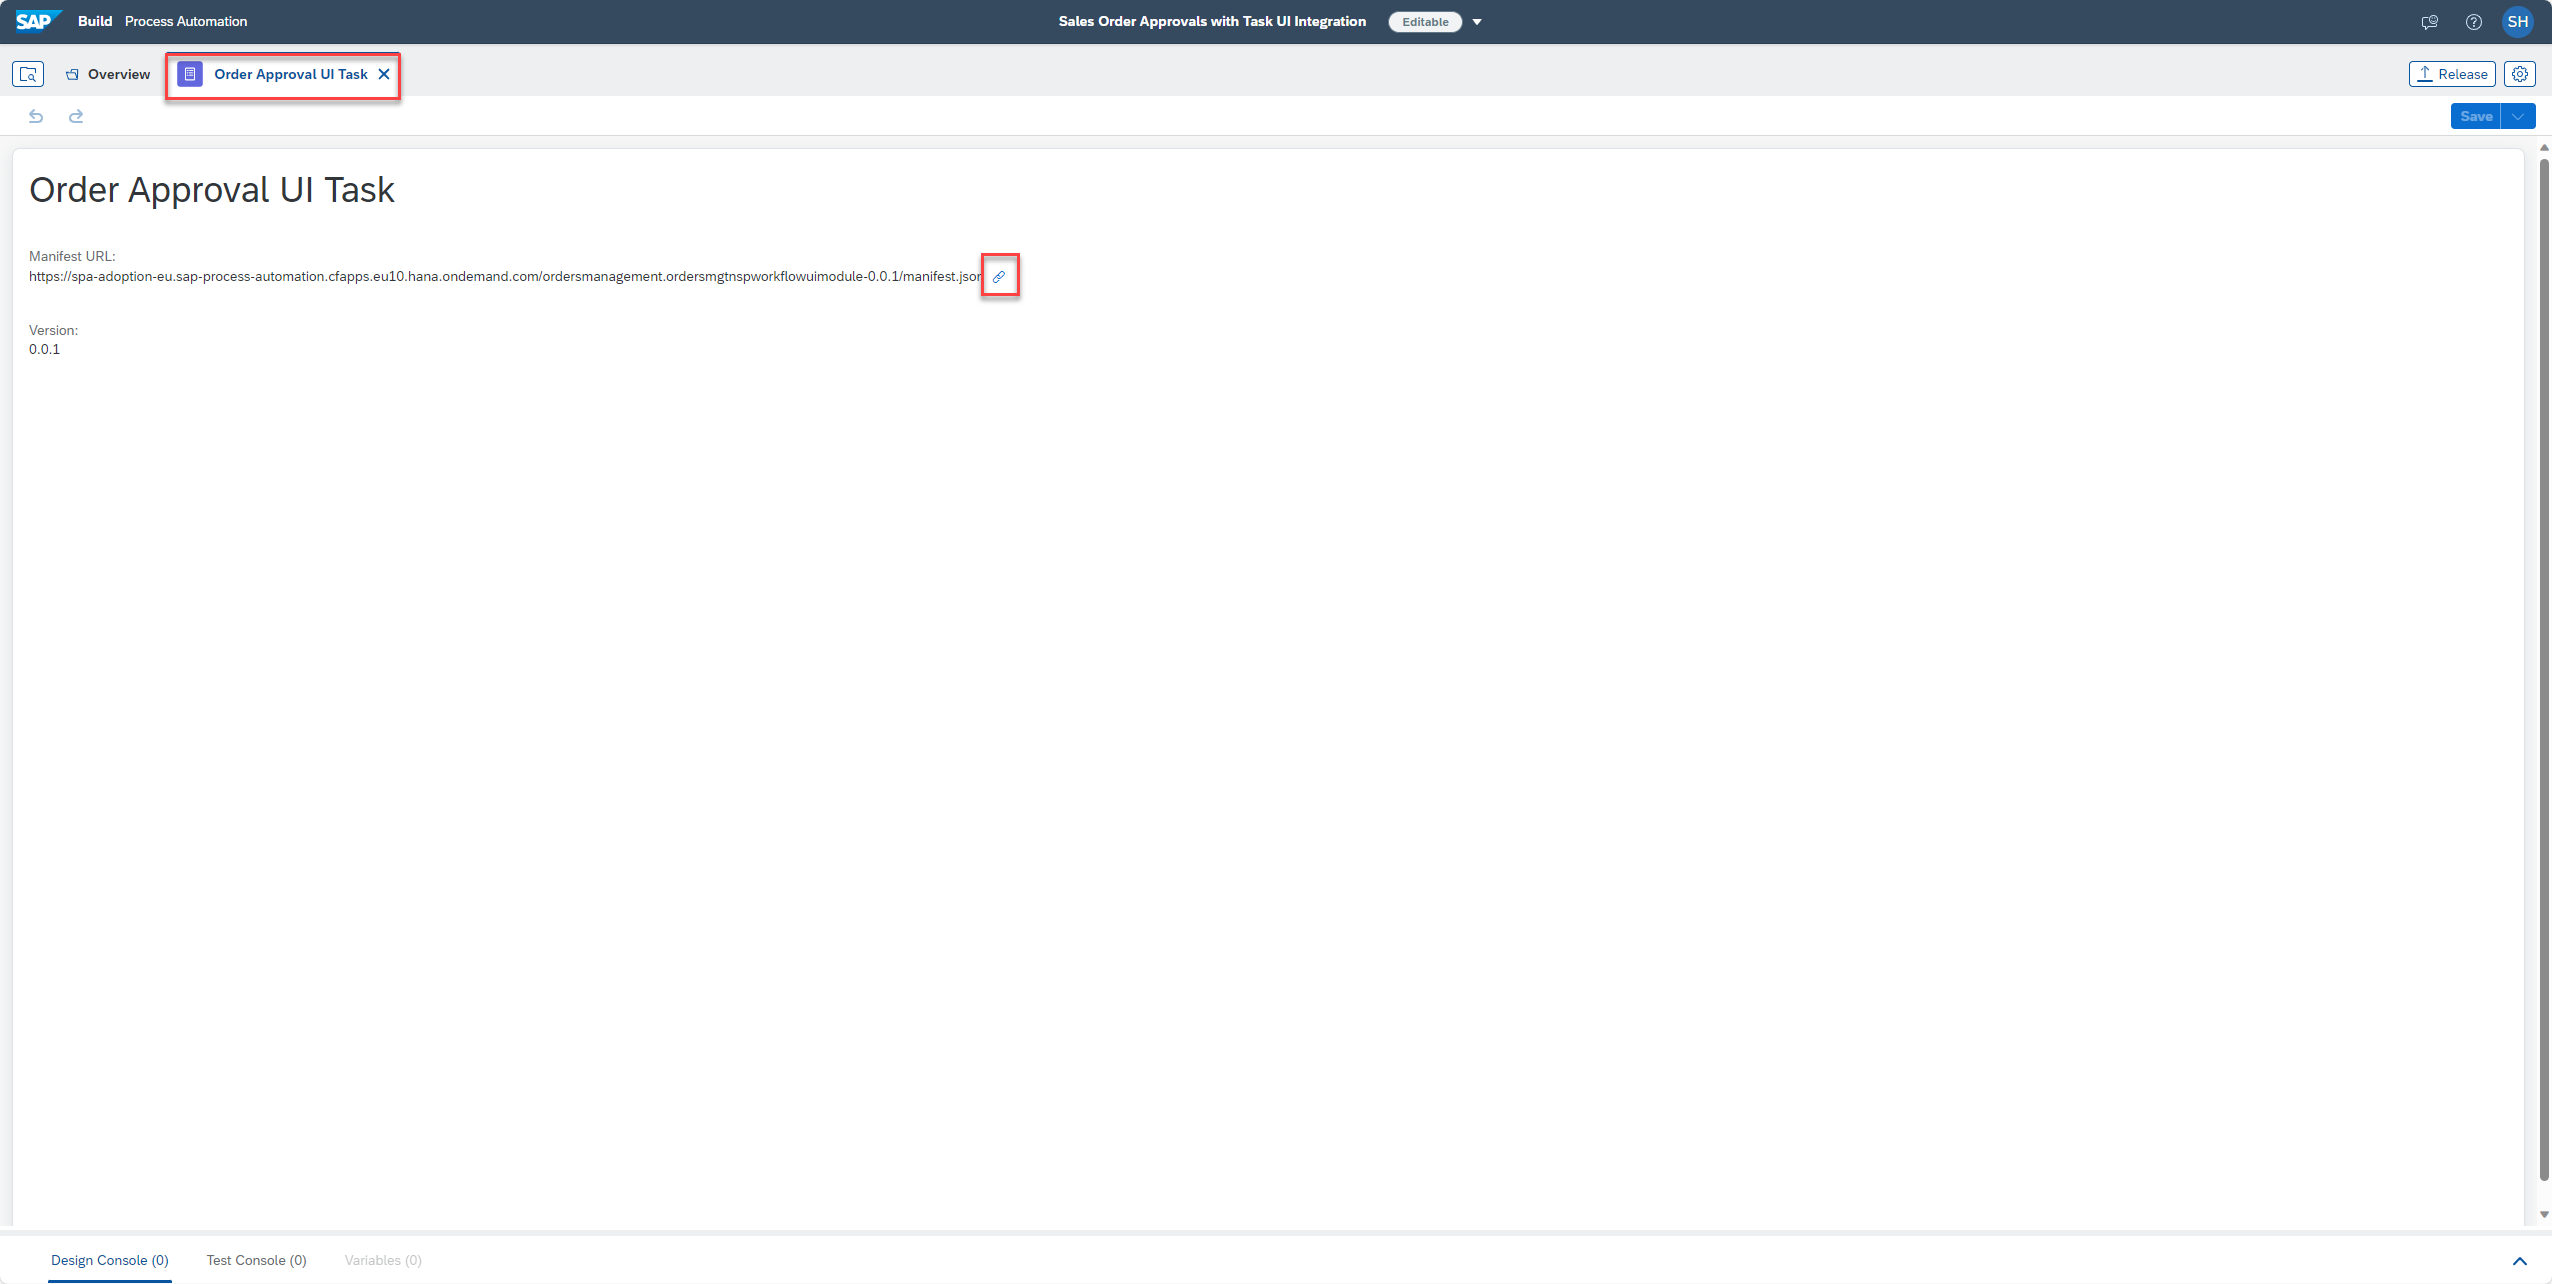 SAP Build Process Automation Sales Order Approvals with Task UI Integration Editable SH
Overview Order Approval UI Task Release
Save
Order Approval UI Task
Manifest URL:
https://spa-adoption-eu.sap-process-automation.cfapps.eu10.hana.ondemand.com/ordersmanagement.ordersmgtnspworkflowuimodule-0.0.1/manifest.json
Version:
0.0.1
Design Console (0) Test Console (0) Variables (0)